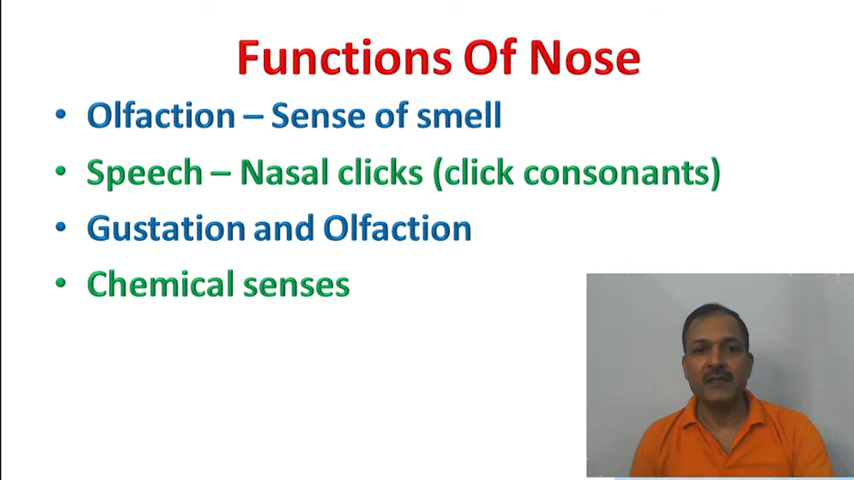 Functions Of Nose
• Olfaction – Sense of smell
• Speech – Nasal clicks (click consonants)
• Gustation and Olfaction
• Chemical senses